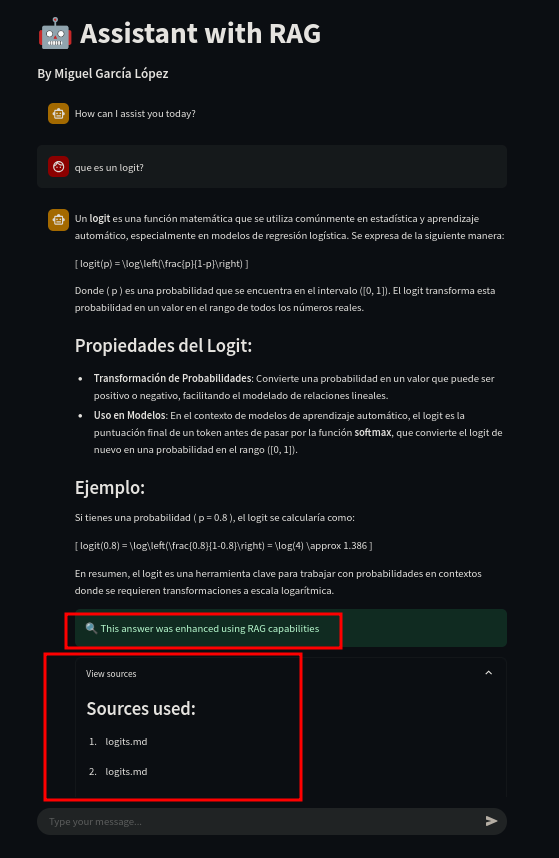 🤖 Assistant with RAG
By Miguel García López
How can I assist you today?
que es un logit?
Un logit es una función matemática que se utiliza comúnmente en estadística y aprendizaje
automático, especialmente en modelos de regresión logística. Se expresa de la siguiente manera:
[ logit(p) = \log\left(\frac{p}{1-p}\right) ]
Donde ( p ) es una probabilidad que se encuentra en el intervalo ([0, 1]). El logit transforma esta
probabilidad en un valor en el rango de todos los números reales.
Propiedades del Logit:
• Transformación de Probabilidades: Convierte una probabilidad en un valor que puede ser
positivo o negativo, facilitando el modelado de relaciones lineales.
• Uso en Modelos: En el contexto de modelos de aprendizaje automático, el logit es la
puntuación final de un token antes de pasar por la función softmax, que convierte el logit de
nuevo en una probabilidad en el rango ([0, 1]).
Ejemplo:
Si tienes una probabilidad ( p = 0.8 ), el logit se calcularía como:
[ logit(0.8) = \log\left(\frac{0.8}{1-0.8}\right) = \log(4) \approx 1.386 ]
En resumen, el logit es una herramienta clave para trabajar con probabilidades en contextos
donde se requieren transformaciones a escala logarítmica.
🔍 This answer was enhanced using RAG capabilities
View sources
Sources used:
1. logits.md
2. logits.md
Type your message...